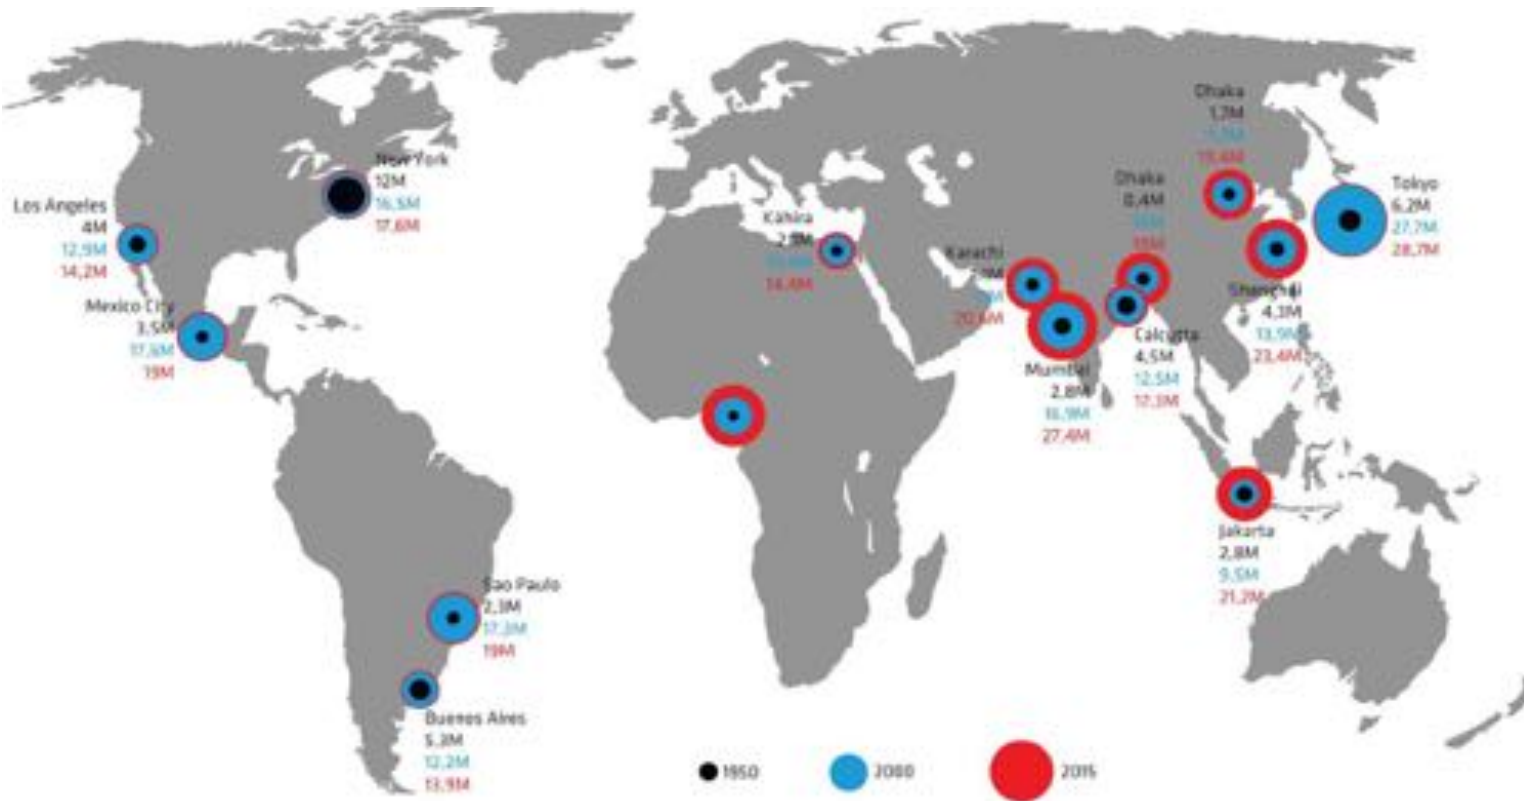 New York
12M
16,5M
17,6M
Los Angeles
4M
12,9M
14,2M
Mexico City
3,5M
19M
Sao Paulo
2,3M
17,3M
19M
Buenos Aires
5,3M
12,2M
13,9M
Kahira
14,4M
Karachi
20,6M
Mumbai
2,8M
16,9M
27,4M
Dhaka
0,4M
19M
Calcutta
4,5M
12,5M
17,3M
Dhaka
1,7M
19,4M
Shanghai
4,3M
13,9M
23,4M
Tokyo
6,2M
27,7M
28,7M
Jakarta
2,8M
9,5M
21,2M
1950
2000
2015